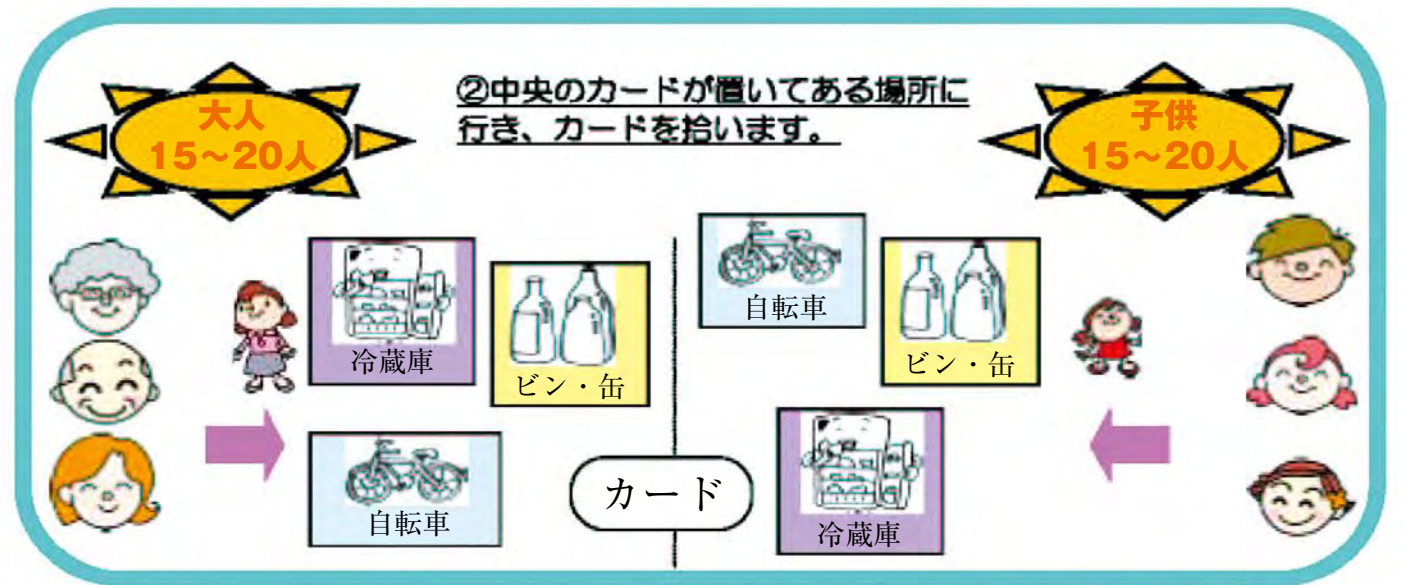 大人
15～20人
②中央のカードが置いてある場所に
行き、カードを拾います。
子供
15～20人
冷蔵庫
ビン・缶
自転車
自転車
ビン・缶
冷蔵庫
カード